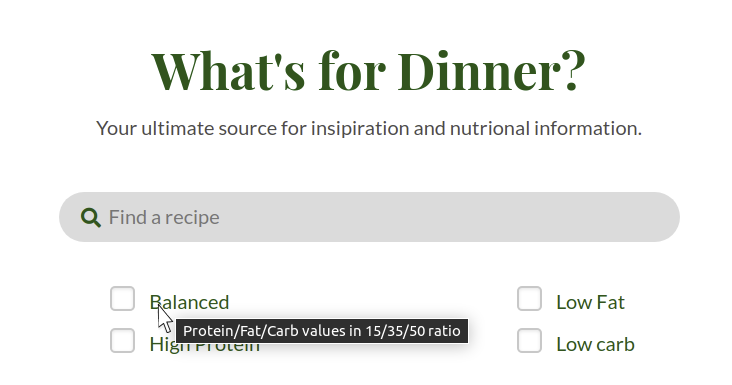 What's for Dinner?
Your ultimate source for insipiration and nutrional information.
Find a recipe
Balanced
Low Fat
Protein/Fat/Carb values in 15/35/50 ratio
High Protein
Low carb